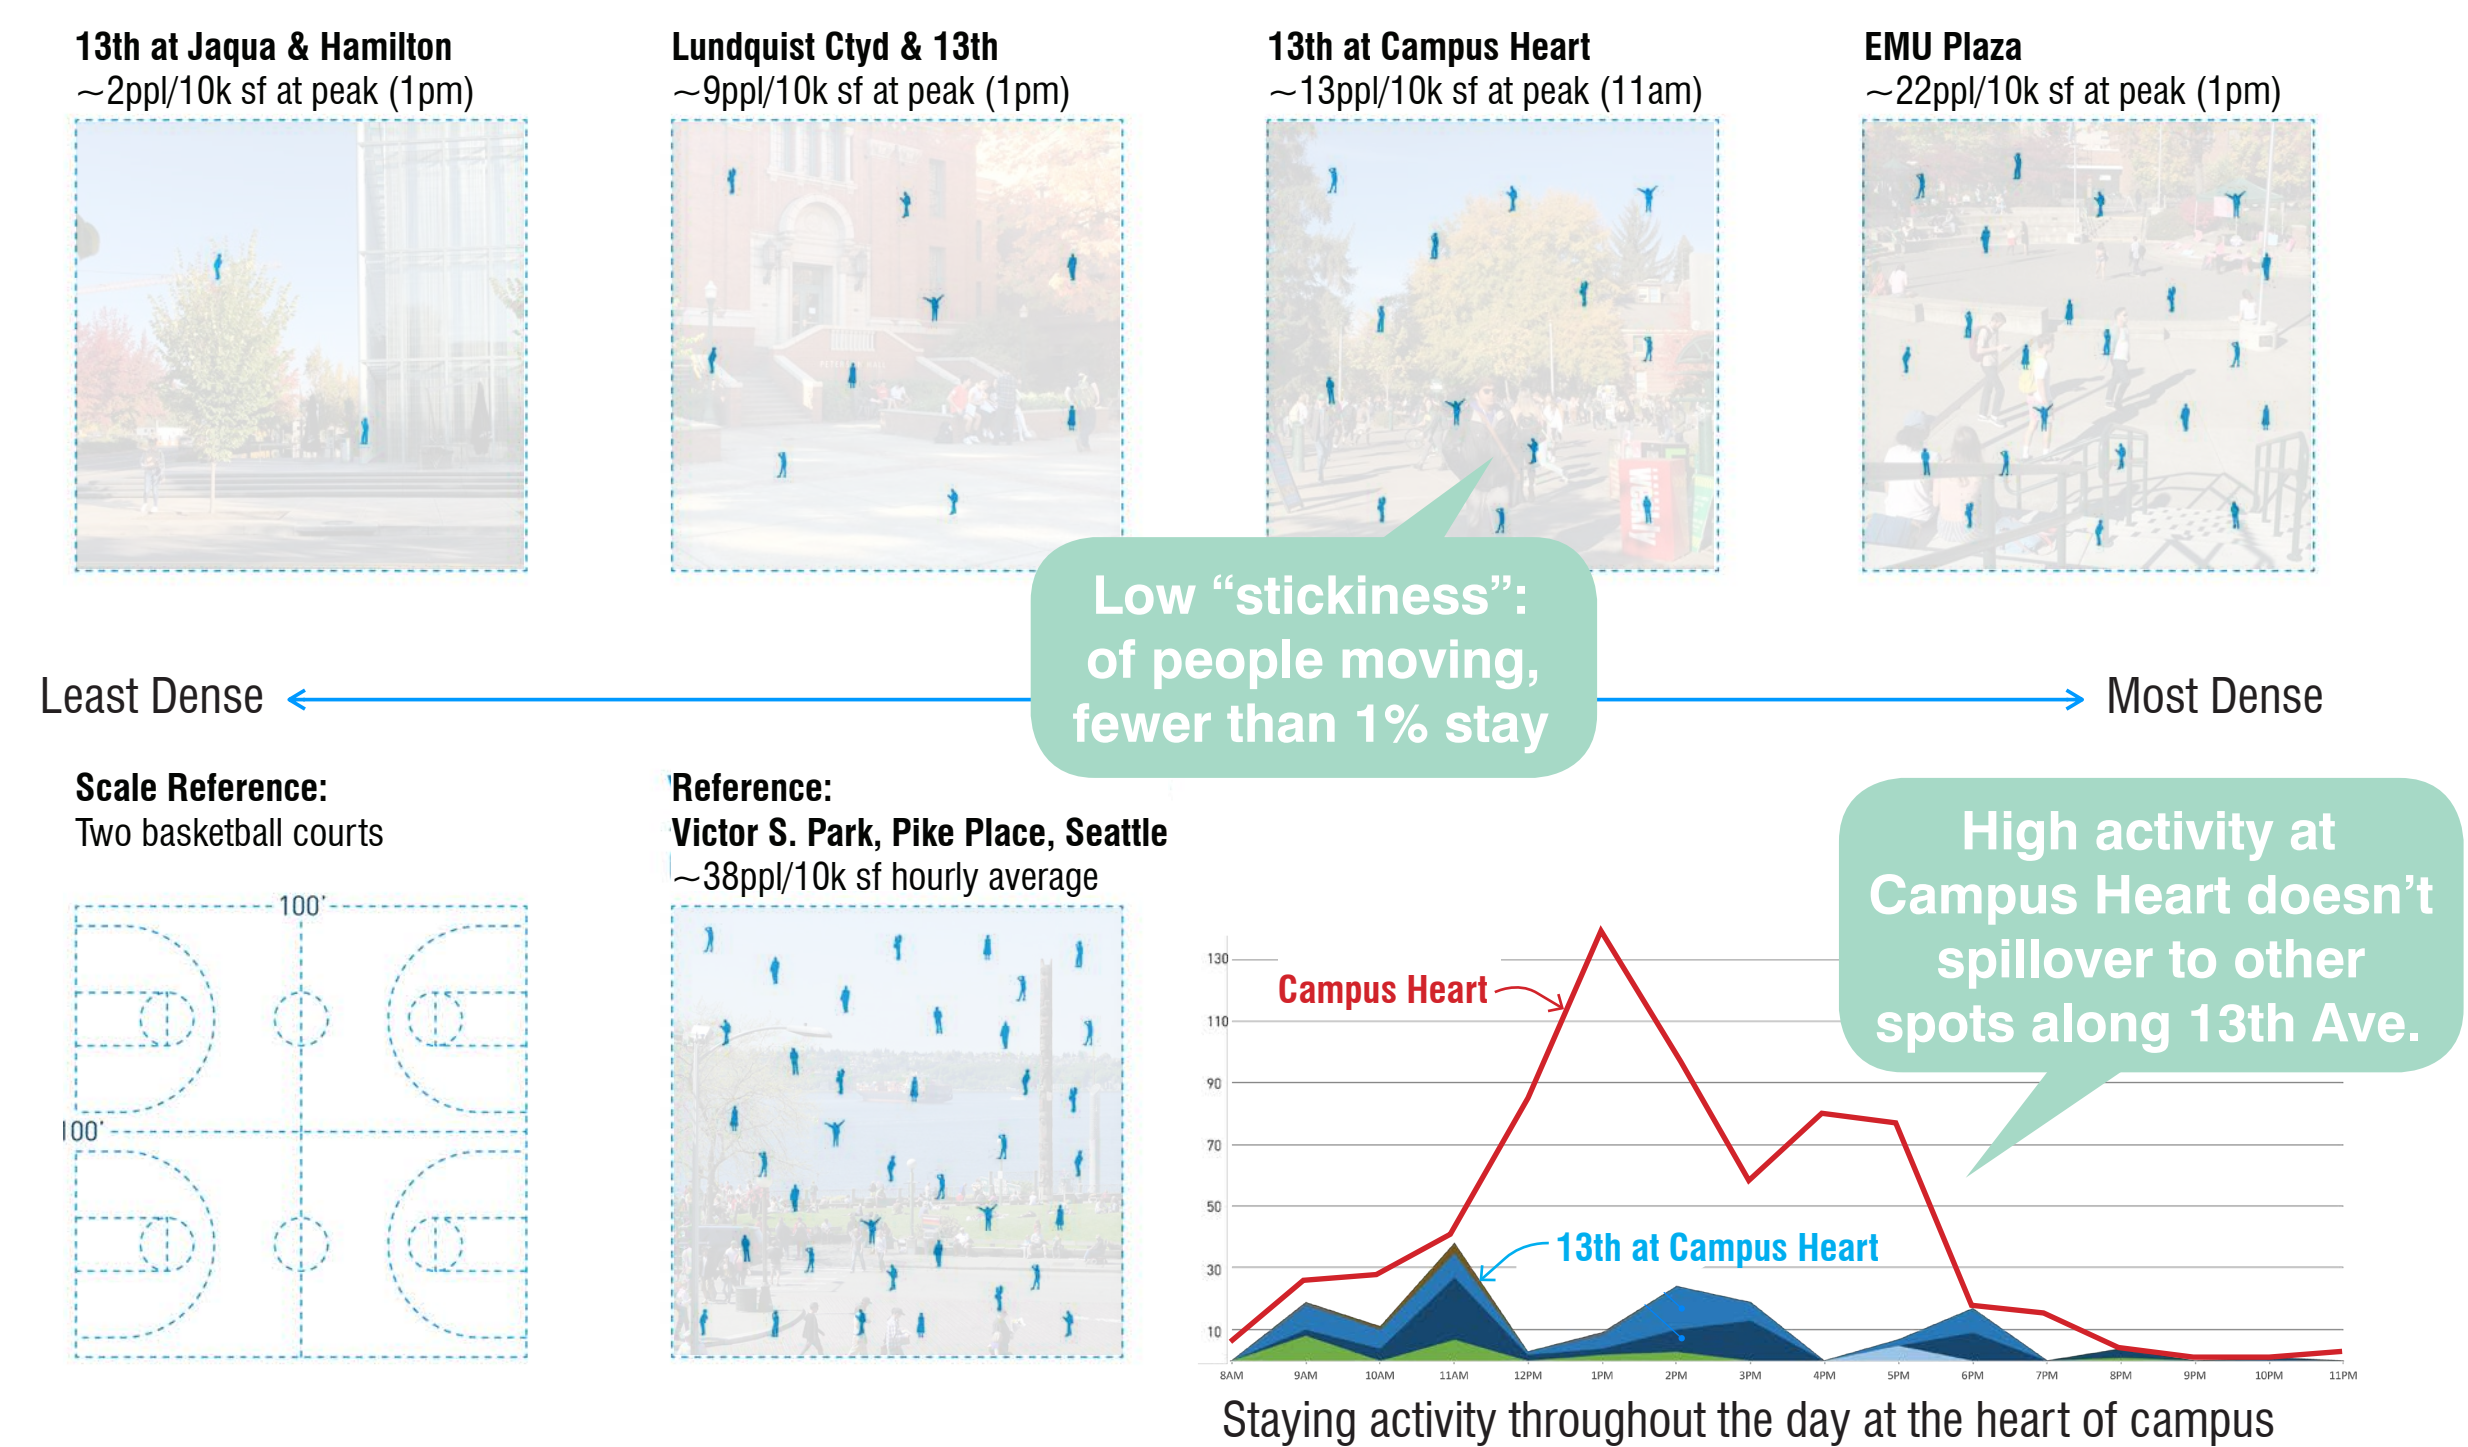 13th at Jaqua & Hamilton
~2ppl/10k sf at peak (1pm)
Lundquist Ctyd & 13th
~9ppl/10k sf at peak (1pm)
13th at Campus Heart
~13ppl/10k sf at peak (11am)
EMU Plaza
~22ppl/10k sf at peak (1pm)
Low “stickiness”:
of people moving,
fewer than 1% stay
Least Dense
Most Dense
Scale Reference:
Two basketball courts
100'
100'
Reference:
Victor S. Park, Pike Place, Seattle
~38ppl/10k sf hourly average
High activity at
Campus Heart doesn’t
spillover to other
spots along 13th Ave.
Campus Heart
13th at Campus Heart
130
110
90
70
50
30
10
8AM 9AM 10AM 11AM 12PM 1PM 2PM 3PM 4PM 5PM 6PM 7PM 8PM 9PM 10PM 11PM
Staying activity throughout the day at the heart of campus